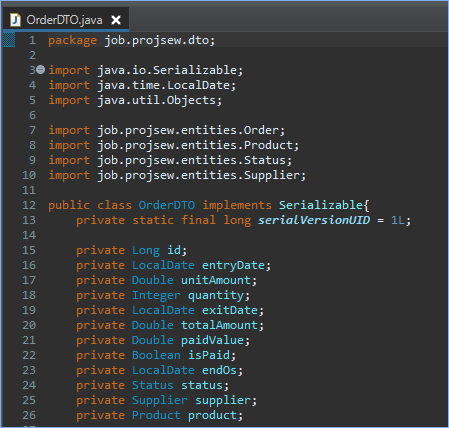 OrderDTO.java
1 package job.projsew.dto;
2
3 import java.io.Serializable;
4 import java.time.LocalDate;
5 import java.util.Objects;
6
7 import job.projsew.entities.Order;
8 import job.projsew.entities.Product;
9 import job.projsew.entities.Status;
10 import job.projsew.entities.Supplier;
11
12 public class OrderDTO implements Serializable{
13 private static final long serialVersionUID = 1L;
14
15 private Long id;
16 private LocalDate entryDate;
17 private Double unitAmount;
18 private Integer quantity;
19 private LocalDate exitDate;
20 private Double totalAmount;
21 private Double paidValue;
22 private Boolean isPaid;
23 private LocalDate endOs;
24 private Status status;
25 private Supplier supplier;
26 private Product product;